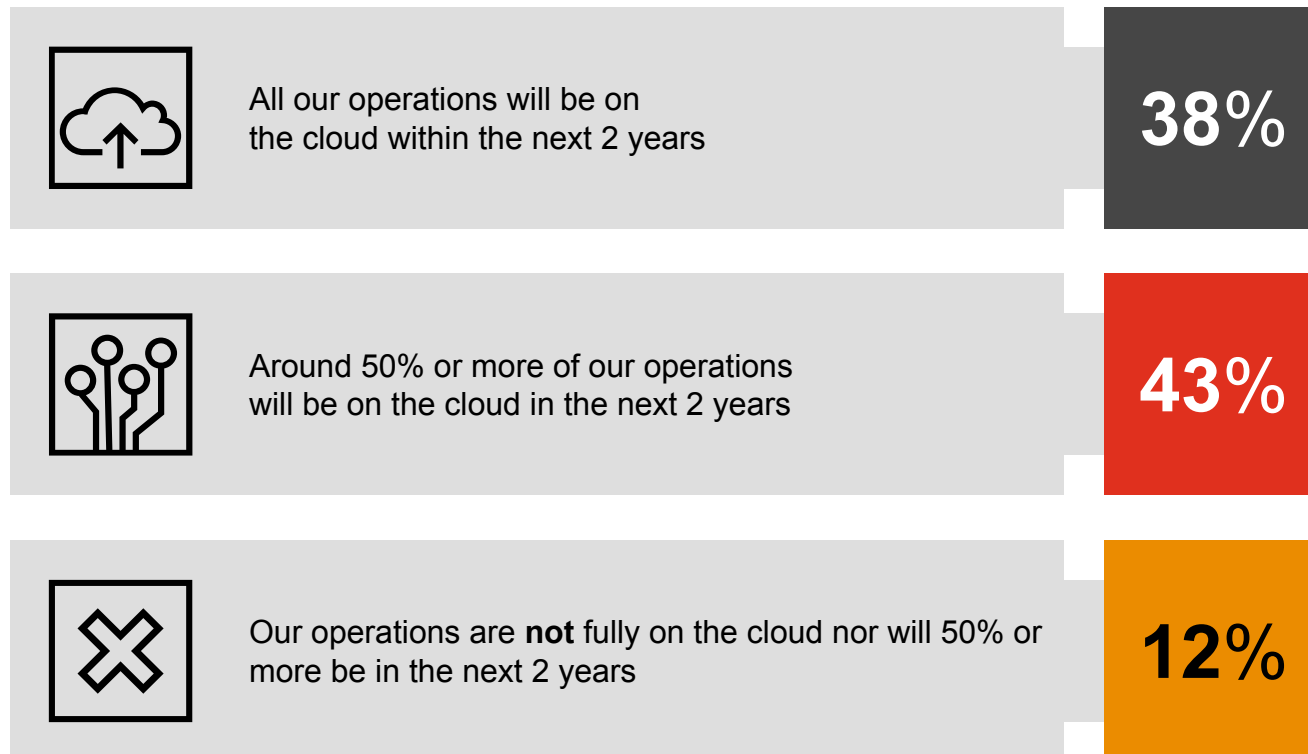 All our operations will be on
the cloud within the next 2 years
38%
Around 50% or more of our operations
will be on the cloud in the next 2 years
43%
Our operations are not fully on the cloud nor will 50% or
more be in the next 2 years
12%